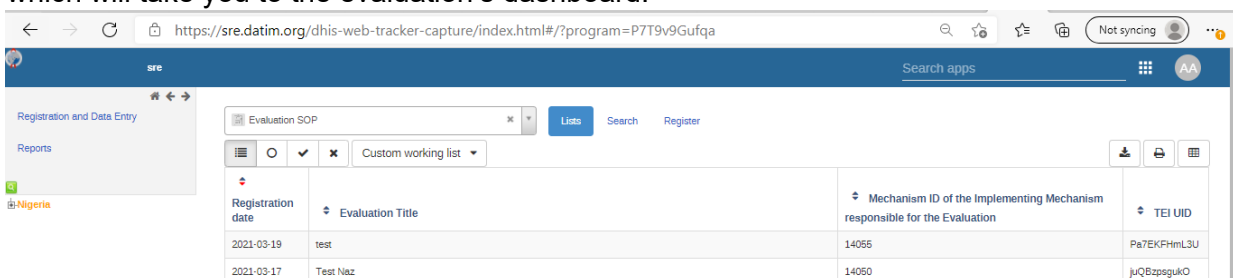 which will take you to the evaluation's dashboard.
https://sre.datim.org/dhis-web-tracker-capture/index.html#/?program=P7T9v9Gufqa
Not syncing
sre
Search apps
AA
Registration and Data Entry
Reports
Nigeria
Evaluation SOP
Lists
Search
Register
Custom working list
Registration date
Evaluation Title
Mechanism ID of the Implementing Mechanism responsible for the Evaluation
TEI UID
2021-03-19 test 14055 Pa7EKFHmL3U
2021-03-17 Test Naz 14050 juQBzpsgukO